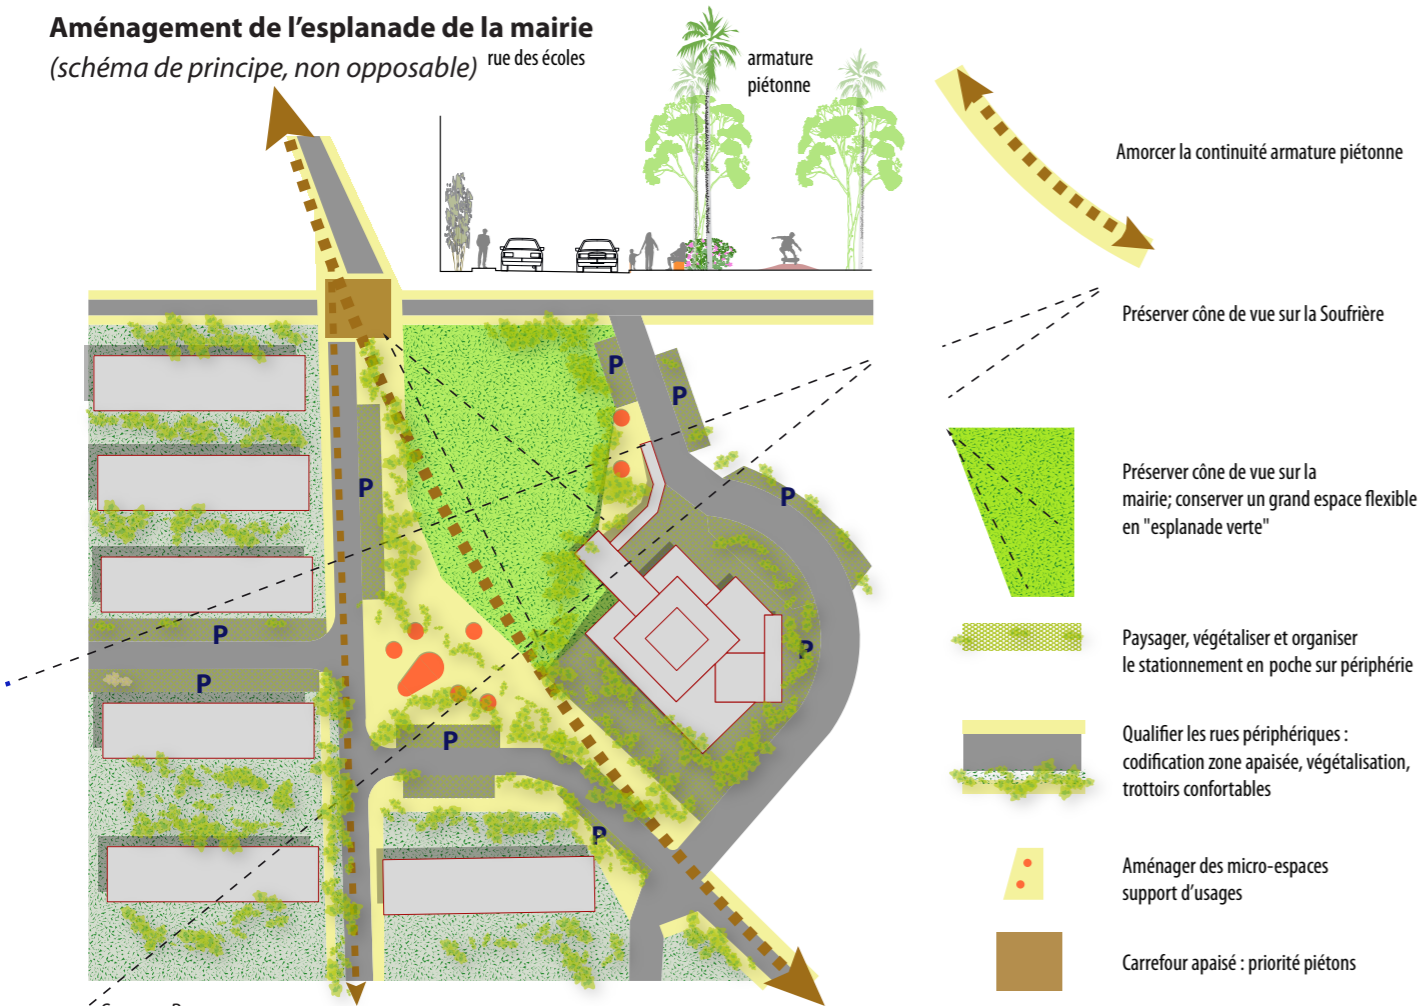 Aménagement de l'esplanade de la mairie
(schéma de principe, non opposable)
rue des écoles
armature
piétonne
Amorcer la continuité armature piétonne
Préserver cône de vue sur la Soufrière
Préserver cône de vue sur la
mairie; conserver un grand espace flexible
en "esplanade verte"
Paysager, végétaliser et organiser
le stationnement en poche sur périphérie
Qualifier les rues périphériques :
codification zone apaisée, végétalisation,
trottoirs confortables
Aménager des micro-espaces
support d'usages
Carrefour apaisé : priorité piétons
P
P
P
P
P
P
P
P
P